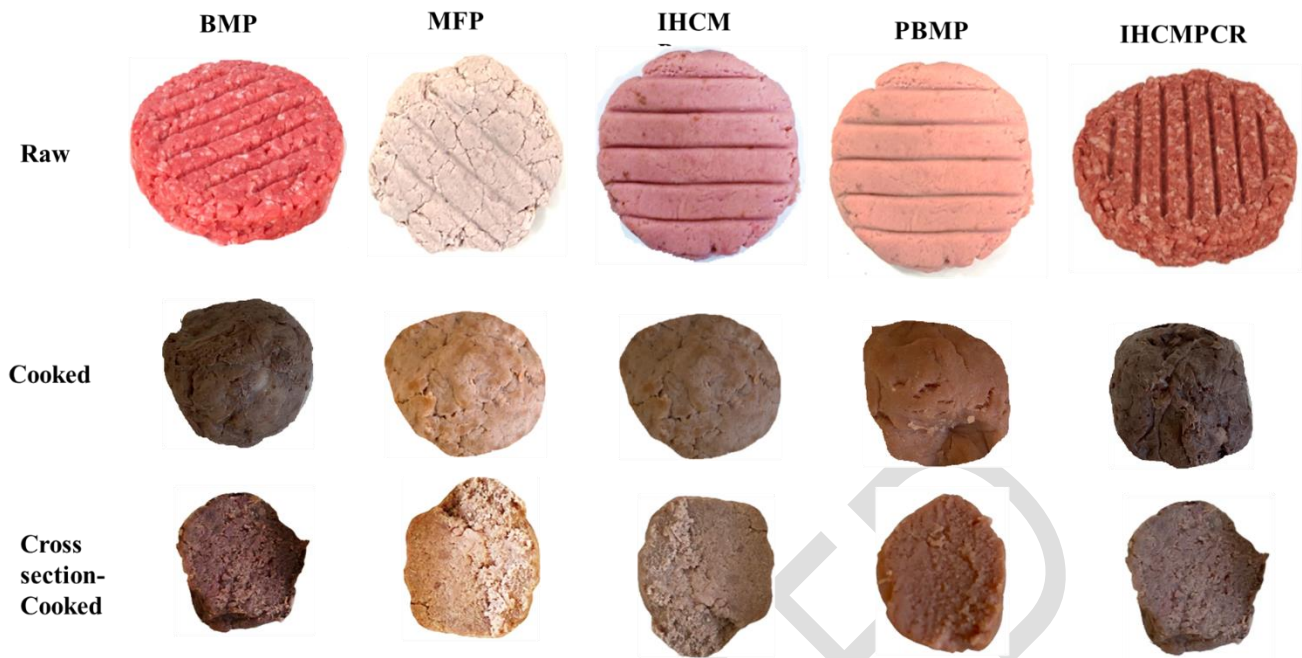 BMP MFP IHCM PBMP IHCMPCR
Raw
Cooked
Cross
section-
Cooked